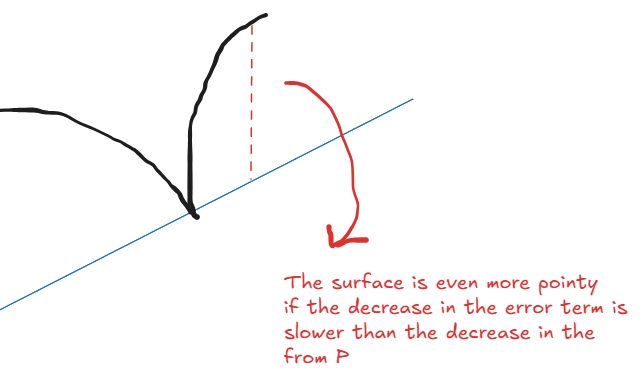 The surface is even more pointy
if the decrease in the error term is
slower than the decrease in the
from P